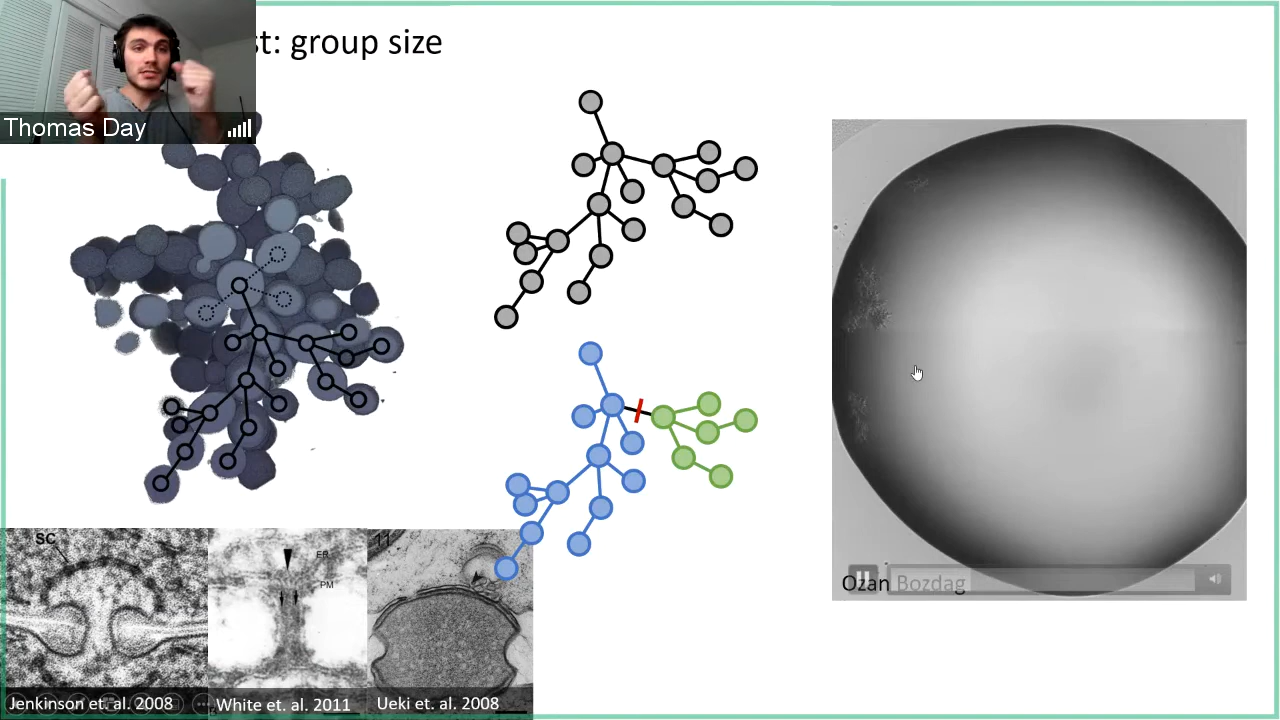 st: group size
Thomas Day
SC
ER
PM
11
Ozan Bozdag
Jenkinson et. al. 2008
White et. al. 2011
Ueki et. al. 2008